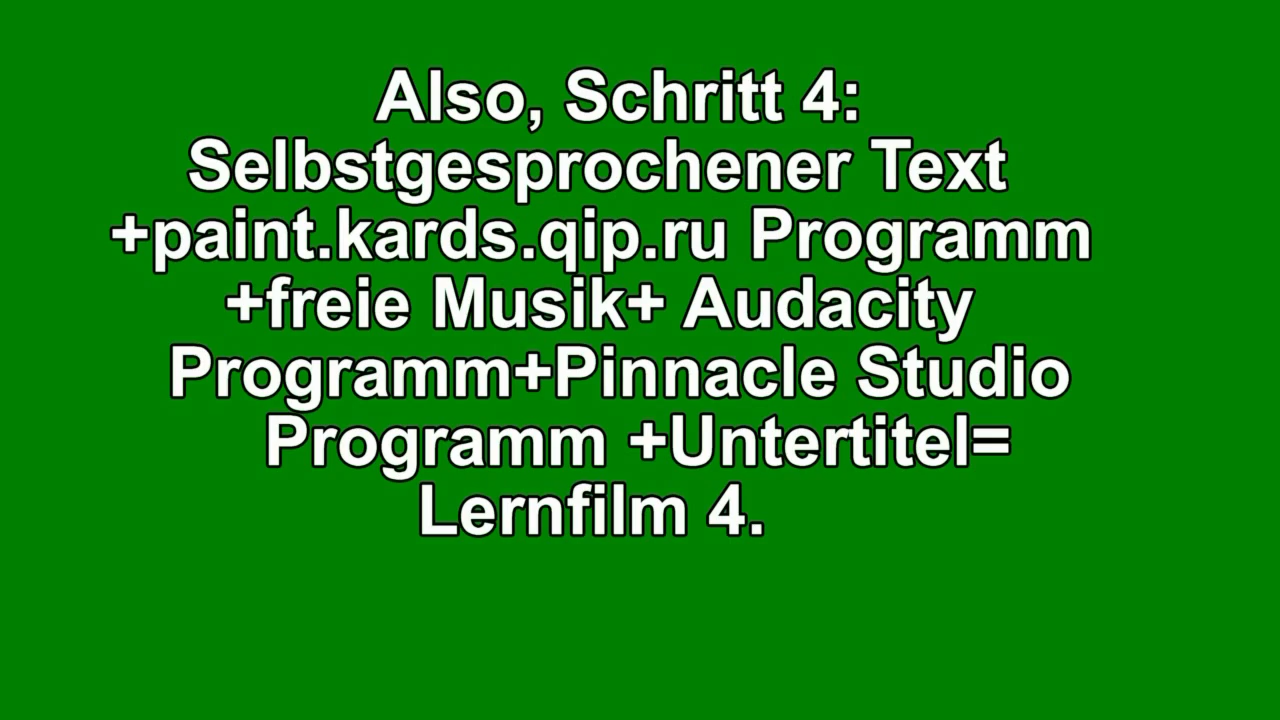 Also, Schritt 4:
Selbstgesprochener Text
+paint.kards.qip.ru Programm
+freie Musik+ Audacity
Programm+Pinnacle Studio
Programm +Untertitel=
Lernfilm 4.